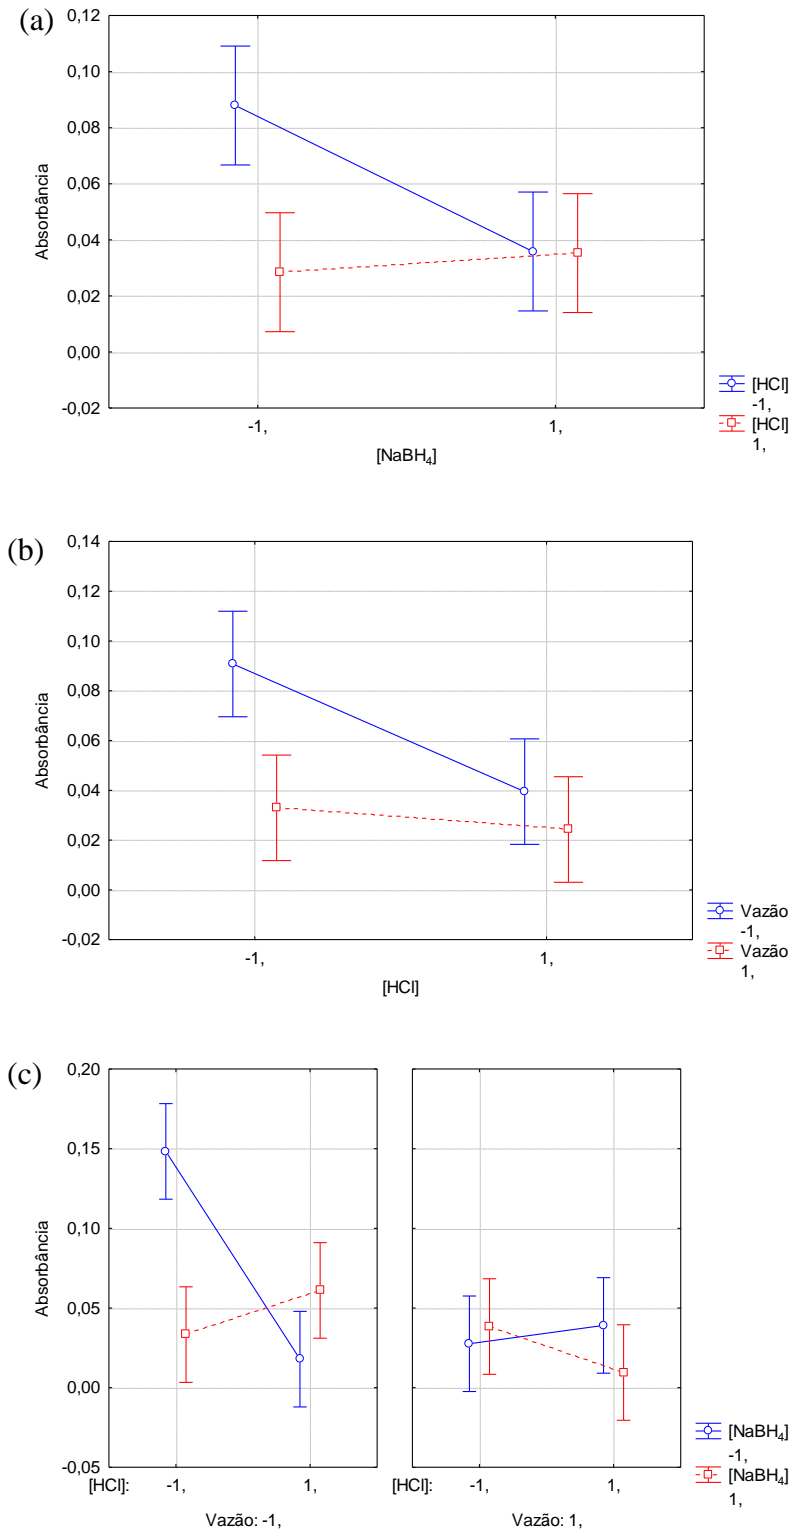 (a)
0,12
0,10
0,08
0,06
0,04
0,02
0,00
-0,02
Absorbância
-1,
1,
[NaBH₄]
[HCl]
-1,
[HCl]
1,
(b)
0,14
0,12
0,10
0,08
0,06
0,04
0,02
0,00
-0,02
Absorbância
-1,
1,
[HCl]
Vazão
-1,
Vazão
1,
(c)
0,20
0,15
0,10
0,05
0,00
-0,05
Absorbância
[HCl]: -1, 1,
Vazão: -1,
[HCl]: -1, 1,
Vazão: 1,
[NaBH₄]
-1,
[NaBH₄]
1,